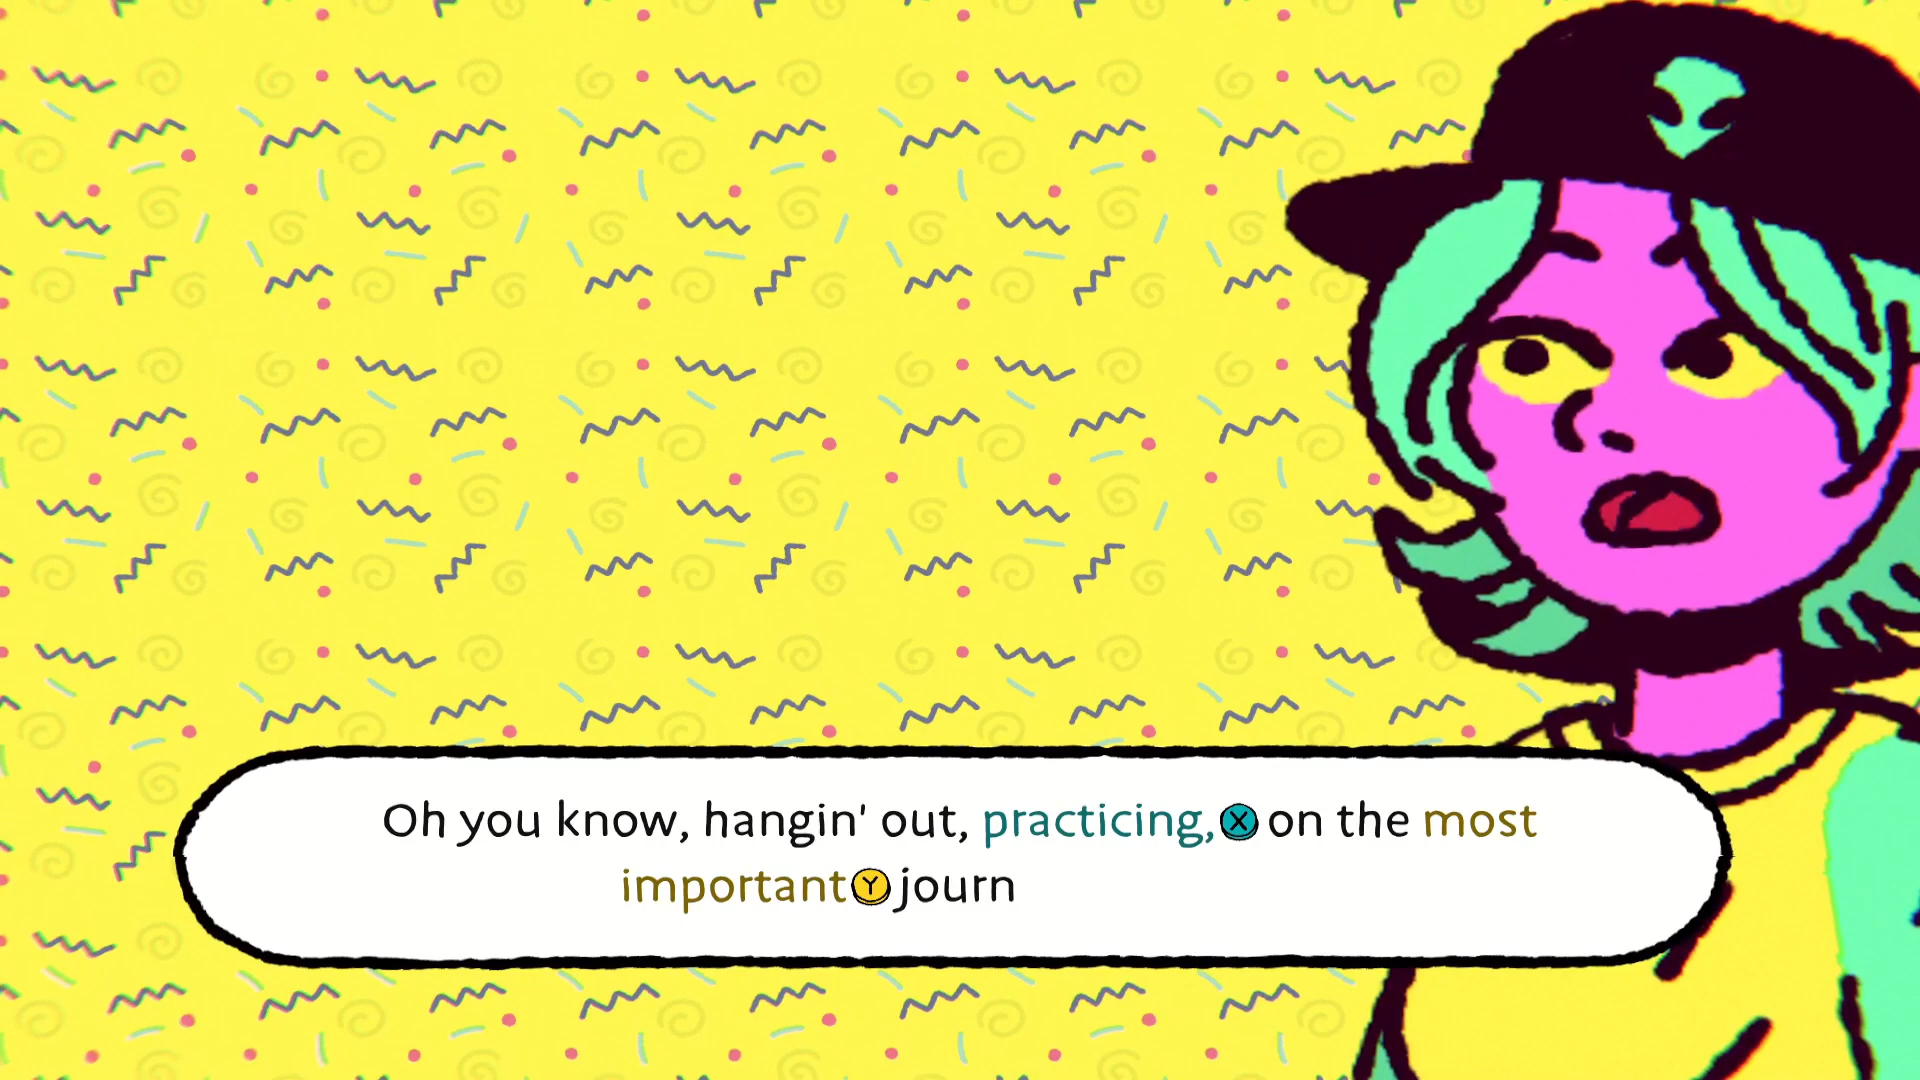 Oh you know, hangin' out, practicing, X on the most
important Y journ